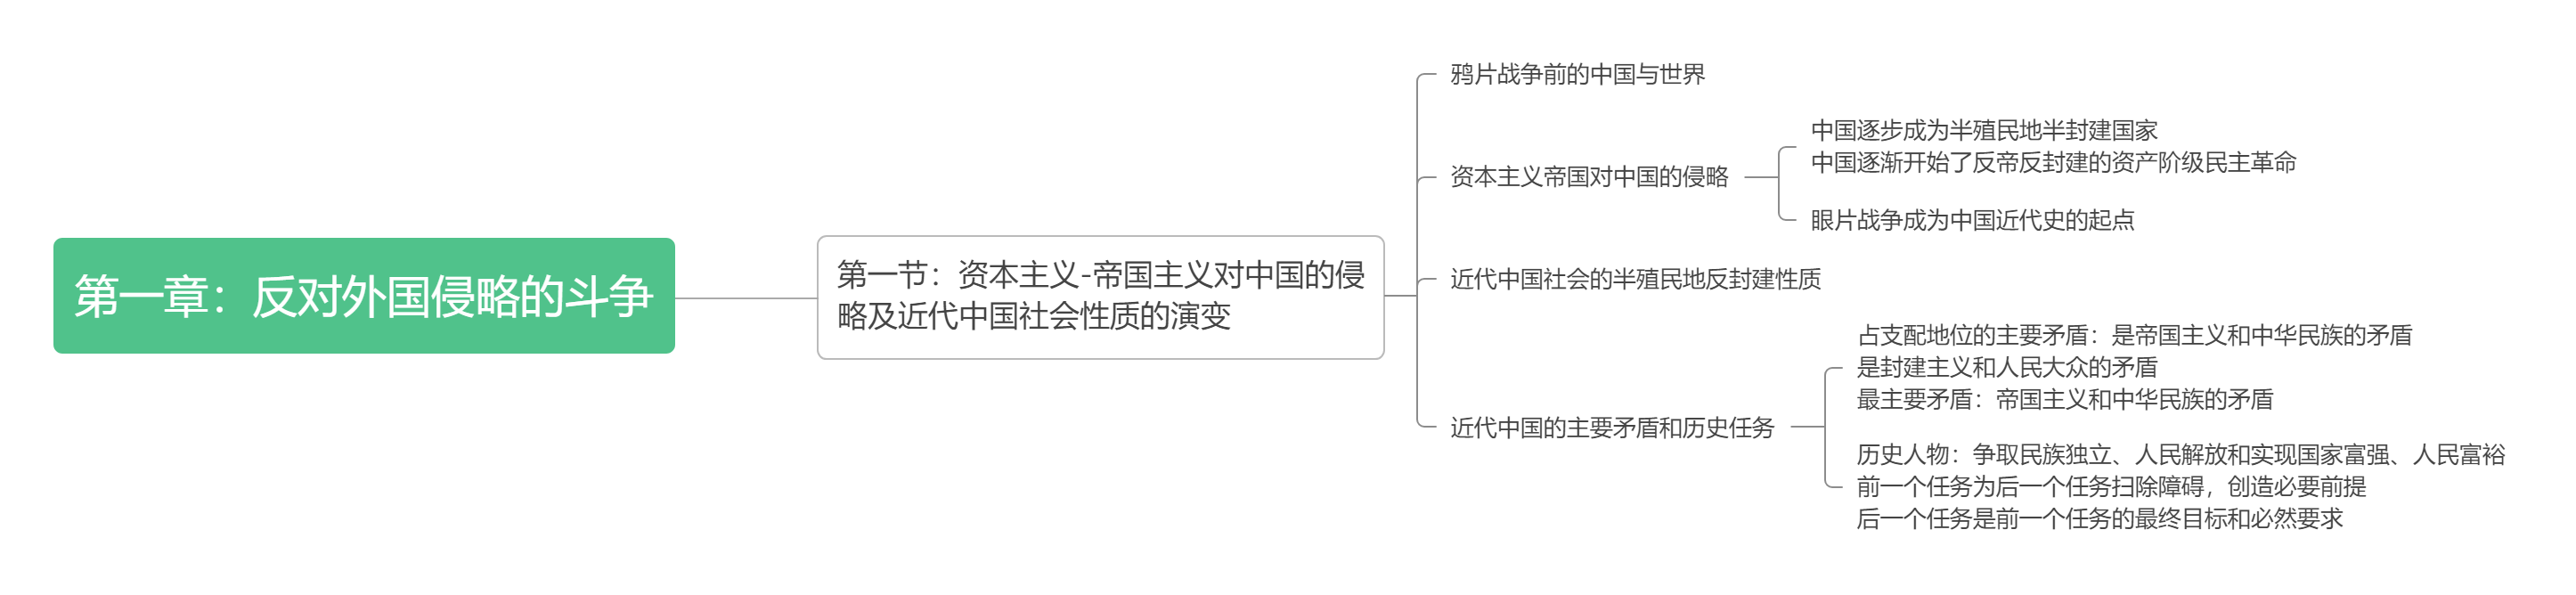 第一章：反对外国侵略的斗争
第一节：资本主义-帝国主义对中国的侵
略及近代中国社会性质的演变
鸦片战争前的中国与世界
资本主义帝国对中国的侵略
中国逐步成为半殖民地半封建国家
中国逐渐开始了反帝反封建的资产阶级民主革命
眼片战争成为中国近代史的起点
近代中国社会的半殖民地反封建性质
近代中国的主要矛盾和历史任务
占支配地位的主要矛盾：是帝国主义和中华民族的矛盾
是封建主义和人民大众的矛盾
最主要矛盾：帝国主义和中华民族的矛盾
历史人物：争取民族独立、人民解放和实现国家富强、人民富裕
前一个任务为后一个任务扫除障碍，创造必要前提
后一个任务是前一个任务的最终目标和必然要求